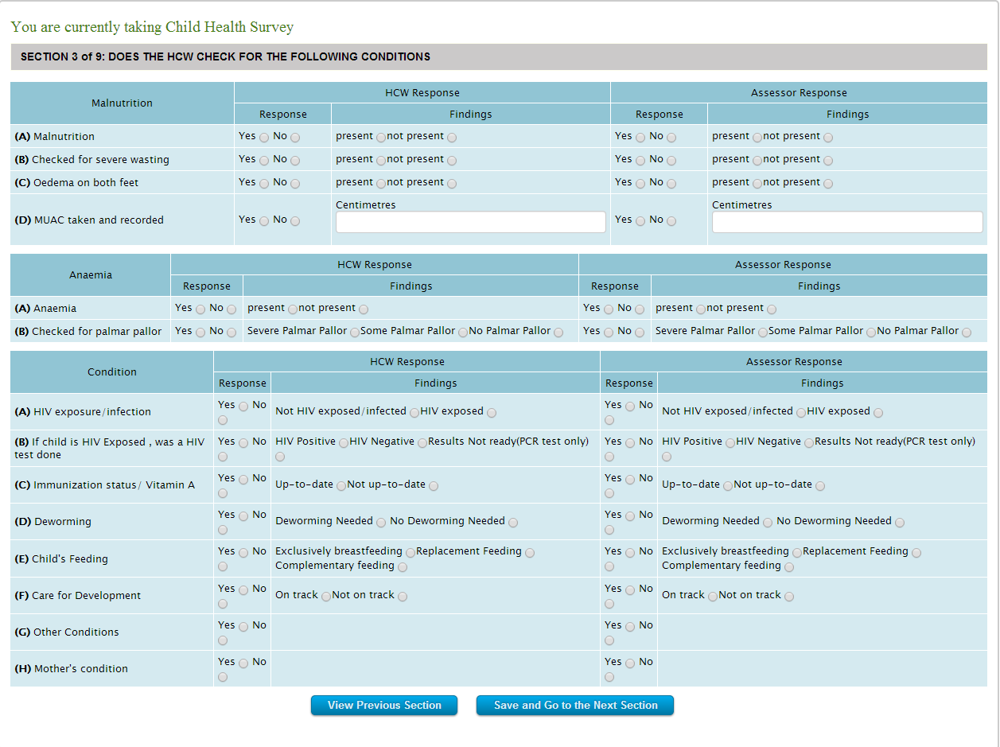 You are currently taking Child Health Survey
SECTION 3 of 9: DOES THE HCW CHECK FOR THE FOLLOWING CONDITIONS
Malnutrition HCW Response Assessor Response
Response Findings Response Findings
(A) Malnutrition Yes No present not present Yes No present not present
(B) Checked for severe wasting Yes No present not present Yes No present not present
(C) Oedema on both feet Yes No present not present Yes No present not present
(D) MUAC taken and recorded Yes No Centimetres Yes No Centimetres
Anaemia HCW Response Assessor Response
Response Findings Response Findings
(A) Anaemia Yes No present not present Yes No present not present
(B) Checked for palmar pallor Yes No Severe Palmar Pallor Some Palmar Pallor No Palmar Pallor Yes No Severe Palmar Pallor Some Palmar Pallor No Palmar Pallor
Condition HCW Response Assessor Response
Response Findings Response Findings
(A) HIV exposure/infection Yes No Not HIV exposed/infected HIV exposed Yes No Not HIV exposed/infected HIV exposed
(B) If child is HIV Exposed , was a HIV Yes No HIV Positive HIV Negative Results Not ready(PCR test only) Yes No HIV Positive HIV Negative Results Not ready(PCR test only)
test done
(C) Immunization status/ Vitamin A Yes No Up-to-date Not up-to-date Yes No Up-to-date Not up-to-date
(D) Deworming Yes No Deworming Needed No Deworming Needed Yes No Deworming Needed No Deworming Needed
(E) Child's Feeding Yes No Exclusively breastfeeding Replacement Feeding Yes No Exclusively breastfeeding Replacement Feeding
Complementary feeding Complementary feeding
(F) Care for Development Yes No On track Not on track Yes No On track Not on track
(G) Other Conditions Yes No Yes No
(H) Mother's condition Yes No Yes No
View Previous Section Save and Go to the Next Section